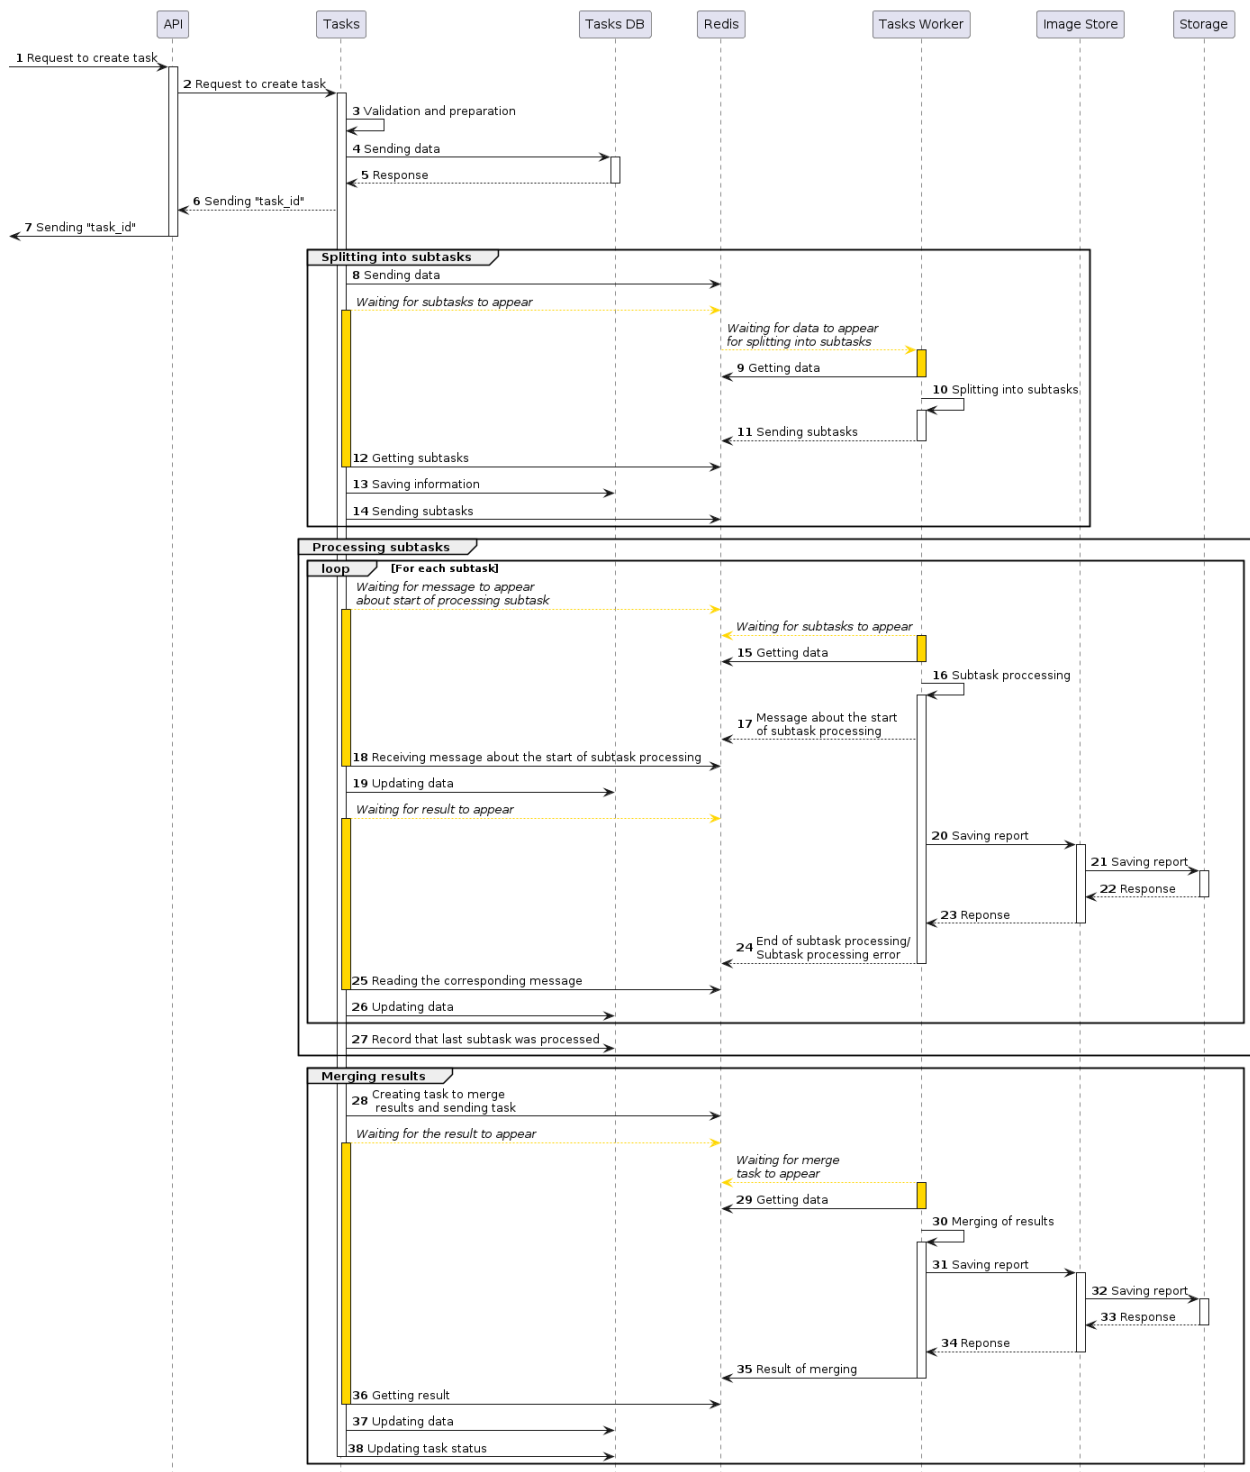 API
Tasks
Tasks DB
Redis
Tasks Worker
Image Store
Storage
1 Request to create task
2 Request to create task
3 Validation and preparation
4 Sending data
5 Response
6 Sending "task_id"
7 Sending "task_id"
Splitting into subtasks
8 Sending data
Waiting for subtasks to appear
Waiting for data to appear
for splitting into subtasks
9 Getting data
10 Splitting into subtasks
11 Sending subtasks
12 Getting subtasks
13 Saving information
14 Sending subtasks
Processing subtasks
loop [For each subtask]
Waiting for message to appear
about start of processing subtask
Waiting for subtasks to appear
15 Getting data
16 Subtask proccessing
17 Message about the start
of subtask processing
18 Receiving message about the start of subtask processing
19 Updating data
Waiting for result to appear
20 Saving report
21 Saving report
22 Response
23 Reponse
24 End of subtask processing/
Subtask processing error
25 Reading the corresponding message
26 Updating data
27 Record that last subtask was processed
Merging results
28 Creating task to merge
results and sending task
Waiting for the result to appear
Waiting for merge
task to appear
29 Getting data
30 Merging of results
31 Saving report
32 Saving report
33 Response
34 Reponse
35 Result of merging
36 Getting result
37 Updating data
38 Updating task status